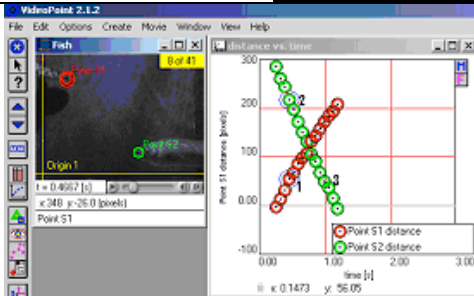 VideoPoint 2.1.2
File Edit Options Create Movie Window View Help
Fish
8 of 41
Point S1
Point S2
Origin 1
t = 0.4667 [s]
x:348 y:-26.0 [pixels]
Point S1
distance vs. time
M
F
Point S1 distance [pixels]
300
200
100
0.00
-100
2
1
3
Point S1 distance
Point S2 distance
0.00 1.00 2.00 3.00
time [s]
x: 0.1473 y: 56.05